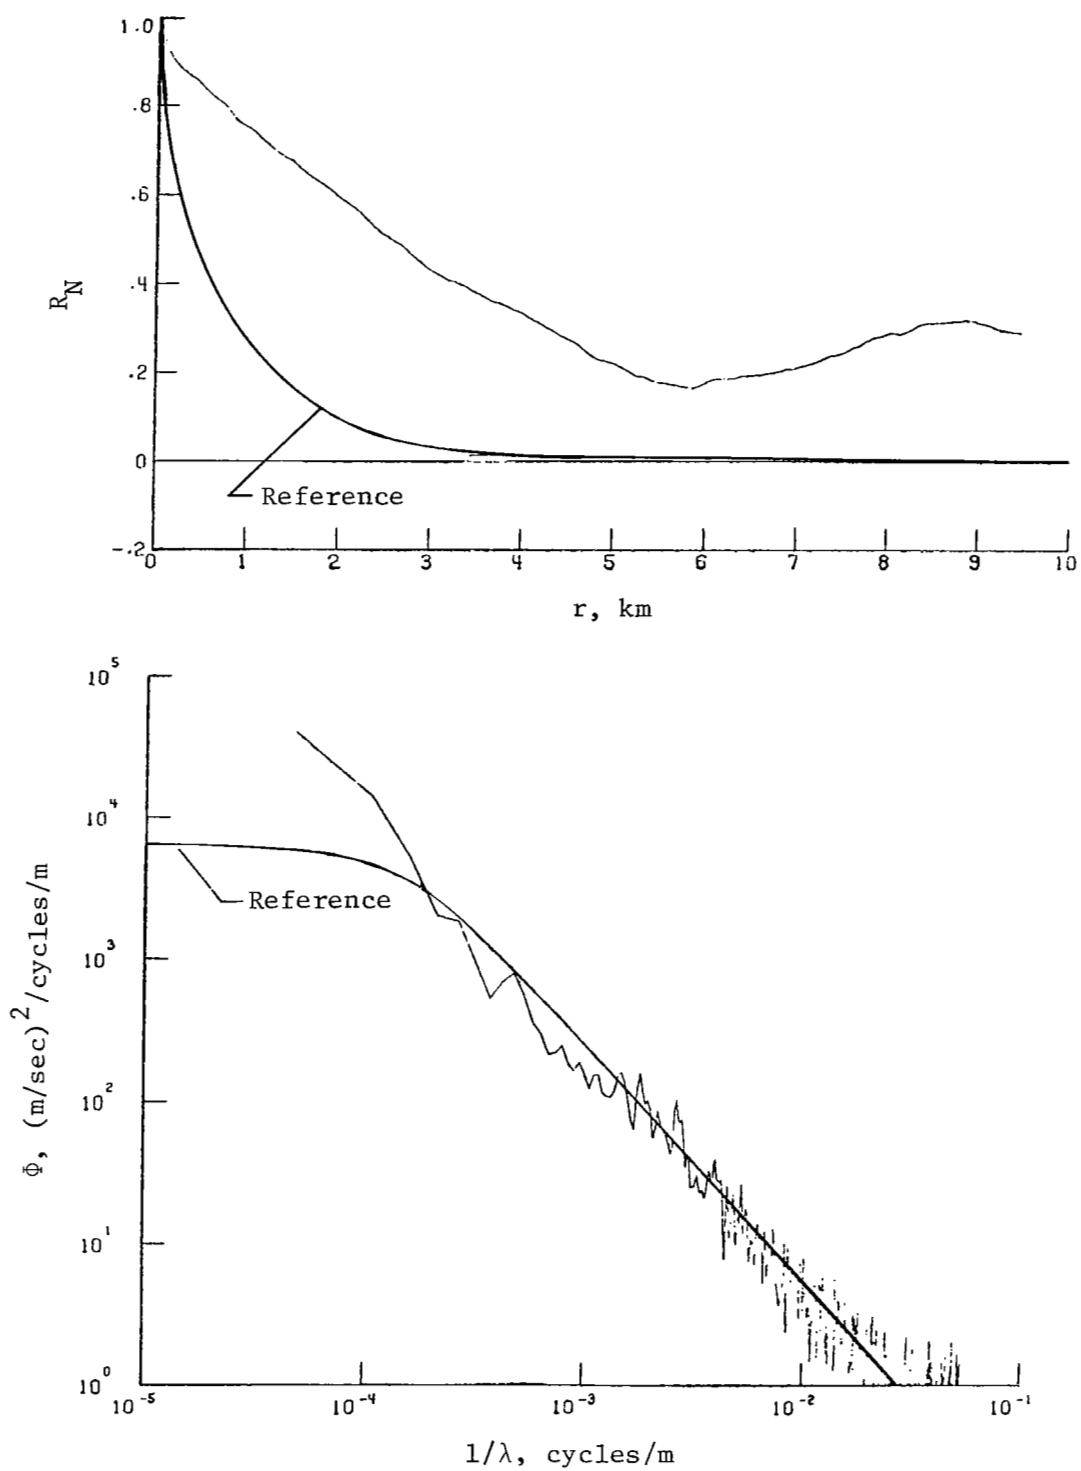 1.0
.8
.6
.4
.2
0
-.2
R_N
Reference
0 1 2 3 4 5 6 7 8 9 10
r, km
10^5
10^4
10^3
10^2
10^1
10^0
Φ, (m/sec)^2/cycles/m
Reference
10^-5 10^-4 10^-3 10^-2 10^-1
1/λ, cycles/m